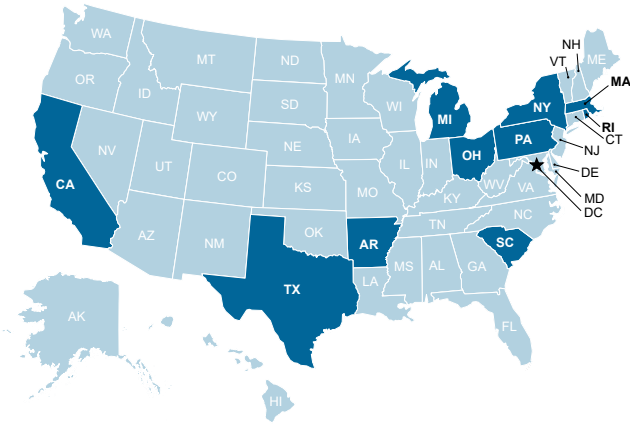 WA
MT
ND
MN
VT
NH
ME
OR
ID
SD
WI
MI
NY
MA
WY
RI
CT
NV
NE
IA
IL
IN
OH
PA
NJ
UT
CO
KS
MO
KY
WV
VA
DE
MD
DC
CA
AZ
NM
OK
AR
TN
NC
SC
TX
LA
MS
AL
GA
FL
AK
HI